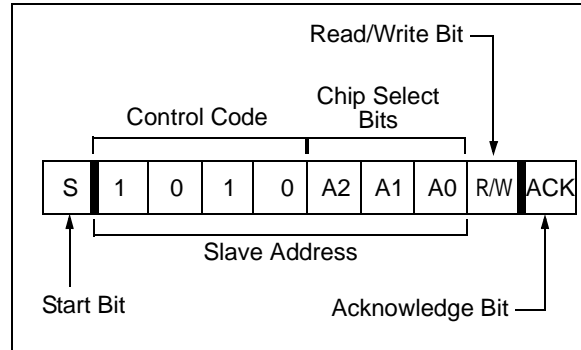 Read/Write Bit
Chip Select
Control Code
Bits
S 1 0 1 0 A2 A1 A0 R/W ACK
Slave Address
Start Bit
Acknowledge Bit